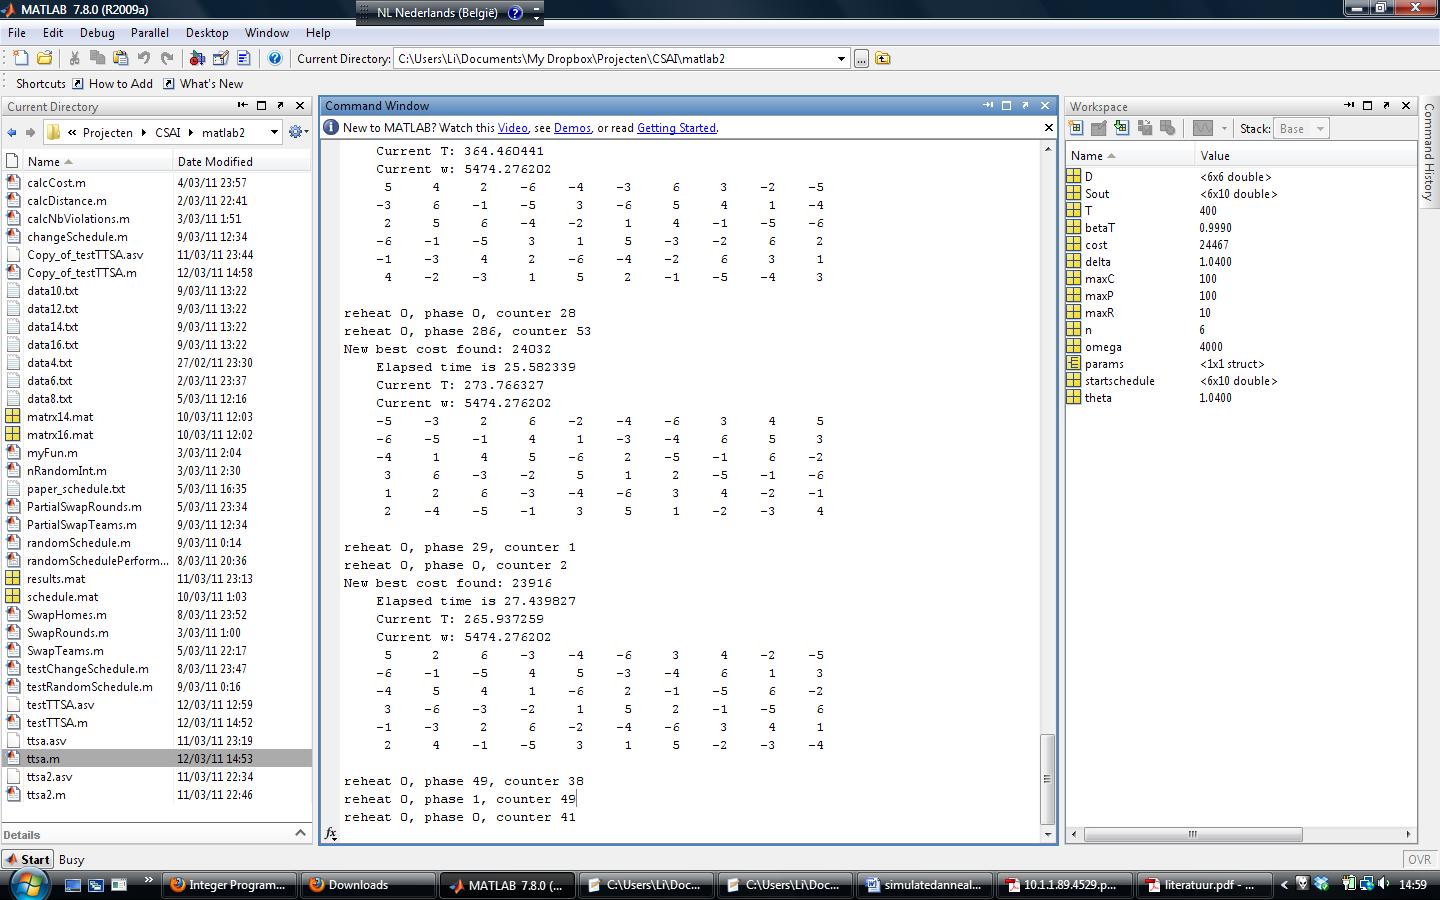 MATLAB 7.8.0 (R2009a)
NL Nederlands (België)
File Edit Debug Parallel Desktop Window Help
Current Directory: C:\Users\Li\Documents\My Dropbox\Projecten\CSAI\matlab2
Shortcuts How to Add What's New
Current Directory
« Projecten CSAI matlab2
Name Date Modified
calcCost.m 4/03/11 23:57
calcDistance.m 2/03/11 22:41
calcNbViolations.m 3/03/11 1:51
changeSchedule.m 9/03/11 12:34
Copy_of_testTTSA.asv 11/03/11 23:44
Copy_of_testTTSA.m 12/03/11 14:58
data10.txt 9/03/11 13:22
data12.txt 9/03/11 13:22
data14.txt 9/03/11 13:22
data16.txt 9/03/11 13:22
data4.txt 27/02/11 23:30
data6.txt 2/03/11 23:37
data8.txt 5/03/11 12:16
matrx14.mat 10/03/11 12:03
matrx16.mat 10/03/11 12:02
myFun.m 3/03/11 2:04
nRandomInt.m 3/03/11 2:30
paper_schedule.txt 5/03/11 16:35
PartialSwapRounds.m 5/03/11 23:34
PartialSwapTeams.m 9/03/11 12:34
randomSchedule.m 9/03/11 0:14
randomSchedulePerform... 8/03/11 20:36
results.mat 11/03/11 23:13
schedule.mat 10/03/11 1:03
SwapHomes.m 8/03/11 23:52
SwapRounds.m 3/03/11 1:00
SwapTeams.m 5/03/11 22:17
testChangeSchedule.m 8/03/11 23:47
testRandomSchedule.m 9/03/11 0:16
testTTSA.asv 12/03/11 12:59
testTTSA.m 12/03/11 14:52
ttsa.asv 11/03/11 23:19
ttsa.m 12/03/11 14:53
ttsa2.asv 11/03/11 22:34
ttsa2.m 11/03/11 22:46
Details
Command Window
New to MATLAB? Watch this Video, see Demos, or read Getting Started.
Current T: 364.460441
Current w: 5474.276202
5 4 2 -6 -4 -3 6 3 -2 -5
-3 6 -1 -5 3 -6 5 4 1 -4
2 5 6 -4 -2 1 4 -1 -5 -6
-6 -1 -5 3 1 5 -3 -2 6 2
-1 -3 4 2 -6 -4 -2 6 3 1
4 -2 -3 1 5 2 -1 -5 -4 3
reheat 0, phase 0, counter 28
reheat 0, phase 286, counter 53
New best cost found: 24032
Elapsed time is 25.582339
Current T: 273.766327
Current w: 5474.276202
-5 -3 2 6 -2 -4 -6 3 4 5
-6 -5 -1 4 1 -3 -4 6 5 3
-4 1 4 5 -6 2 -5 -1 6 -2
3 6 -3 -2 5 1 2 -5 -1 -6
1 2 6 -3 -4 -6 3 4 -2 -1
2 -4 -5 -1 3 5 1 -2 -3 4
reheat 0, phase 29, counter 1
reheat 0, phase 0, counter 2
New best cost found: 23916
Elapsed time is 27.439827
Current T: 265.937259
Current w: 5474.276202
5 2 6 -3 -4 -6 3 4 -2 -5
-6 -1 -5 4 5 -3 -4 6 1 3
-4 5 4 1 -6 2 -1 -5 6 -2
3 -6 -3 -2 1 5 2 -1 -5 6
-1 -3 2 6 -2 -4 -6 3 4 1
2 4 -1 -5 3 1 5 -2 -3 -4
reheat 0, phase 49, counter 38
reheat 0, phase 1, counter 49
reheat 0, phase 0, counter 41
fx
Workspace
Stack: Base
Name Value
D <6x6 double>
Sout <6x10 double>
T 400
betaT 0.9990
cost 24467
delta 1.0400
maxC 100
maxP 100
maxR 10
n 6
omega 4000
params <1x1 struct>
startschedule <6x10 double>
theta 1.0400
Command History
Start Busy
OVR
Integer Program... Downloads MATLAB 7.8.0 (... C:\Users\Li\Doc... C:\Users\Li\Doc... simulatedanneal... 10.1.1.89.4529.p... literatuur.pdf - ... 14:59